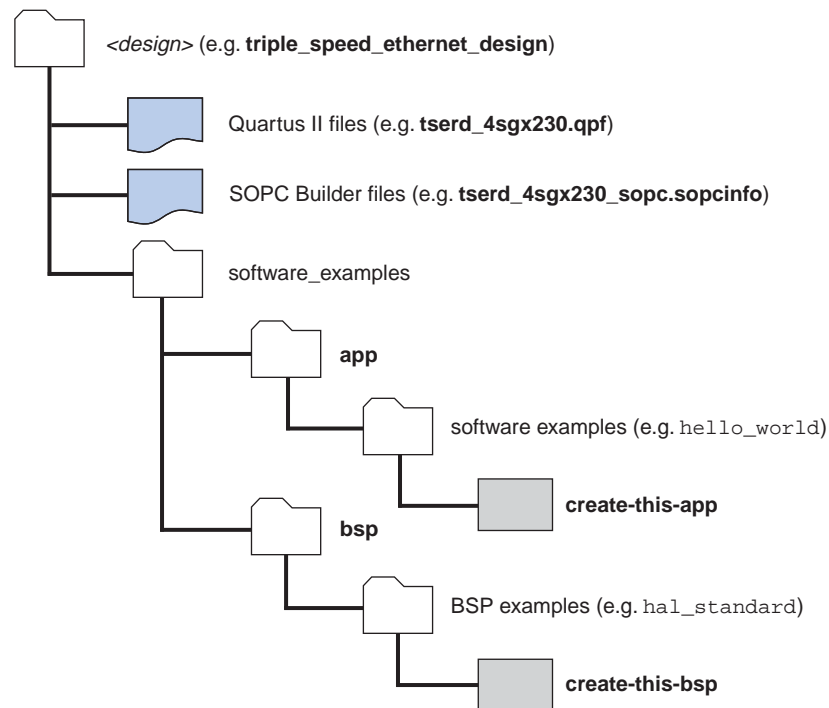 <design> (e.g. triple_speed_ethernet_design)
Quartus II files (e.g. tserd_4sgx230.qpf)
SOPC Builder files (e.g. tserd_4sgx230_sopc.sopcinfo)
software_examples
app
software examples (e.g. hello_world)
create-this-app
bsp
BSP examples (e.g. hal_standard)
create-this-bsp